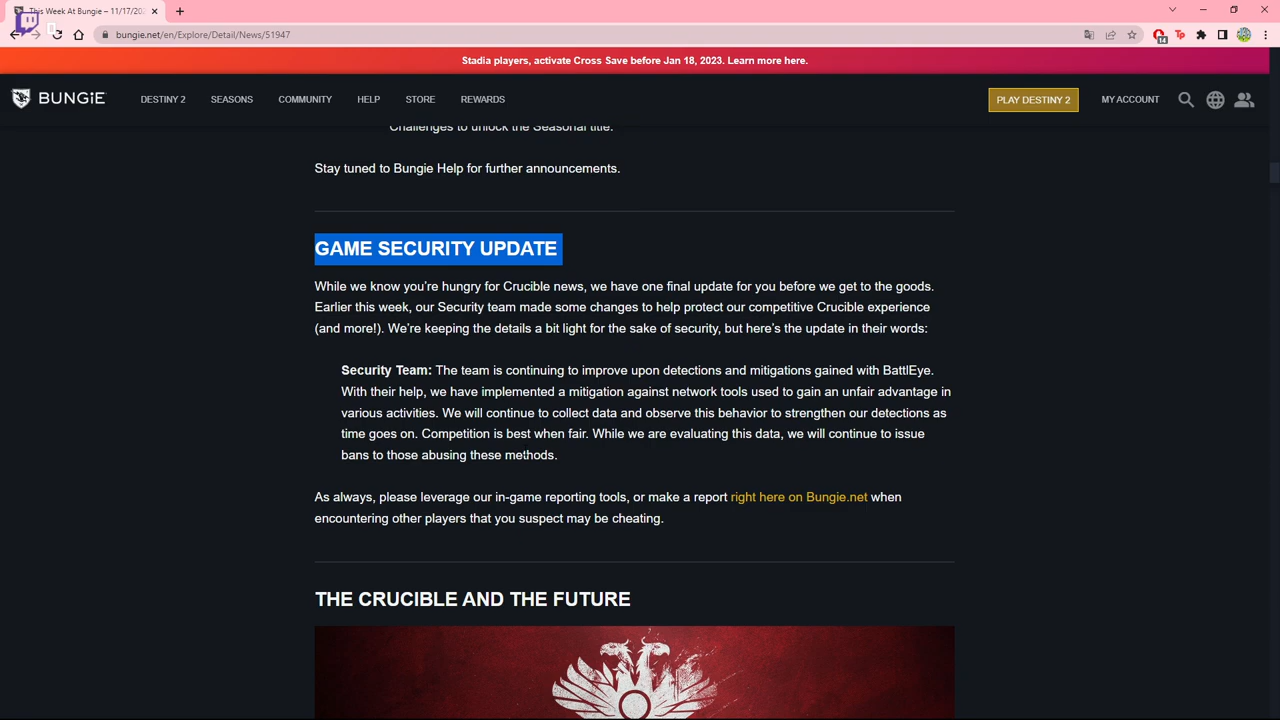 This Week At Bungie – 11/17/202
bungie.net/en/Explore/Detail/News/51947
14
Tp
Stadia players, activate Cross Save before Jan 18, 2023. Learn more here.
BUNGiE
DESTINY 2
SEASONS
COMMUNITY
HELP
STORE
REWARDS
PLAY DESTINY 2
MY ACCOUNT
Challenges to unlock the Seasonal title.
Stay tuned to Bungie Help for further announcements.
GAME SECURITY UPDATE
While we know you’re hungry for Crucible news, we have one final update for you before we get to the goods.
Earlier this week, our Security team made some changes to help protect our competitive Crucible experience
(and more!). We’re keeping the details a bit light for the sake of security, but here’s the update in their words:
Security Team: The team is continuing to improve upon detections and mitigations gained with BattlEye.
With their help, we have implemented a mitigation against network tools used to gain an unfair advantage in
various activities. We will continue to collect data and observe this behavior to strengthen our detections as
time goes on. Competition is best when fair. While we are evaluating this data, we will continue to issue
bans to those abusing these methods.
As always, please leverage our in-game reporting tools, or make a report right here on Bungie.net when
encountering other players that you suspect may be cheating.
THE CRUCIBLE AND THE FUTURE